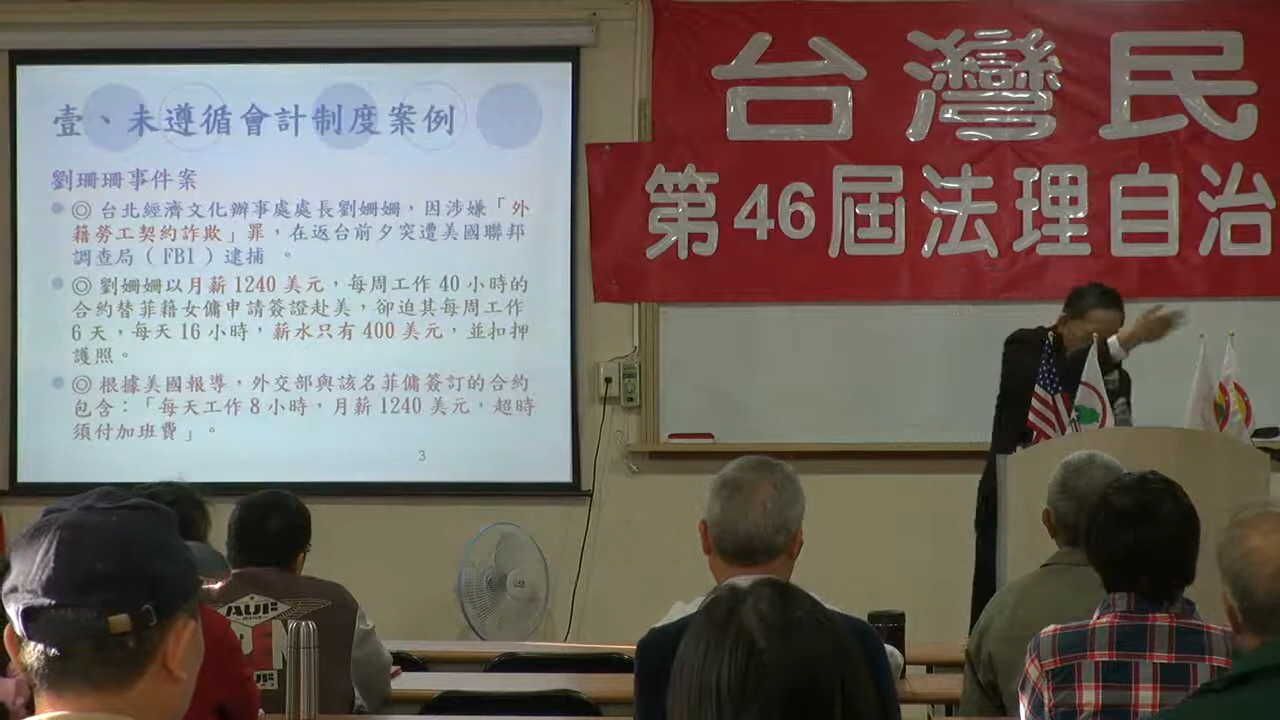 壹、未遵循會計制度案例
劉珊珊事件案
◎ 台北經濟文化辦事處處長劉姍姍，因涉嫌「外
籍勞工契約詐欺」罪，在返台前夕突遭美國聯邦
調查局（FBI）逮捕 。
◎ 劉姍姍以月薪1240 美元，每周工作 40 小時的
合約替菲籍女傭申請簽證赴美，卻迫其每周工作
6 天，每天 16 小時，薪水只有 400 美元，並扣押
護照。
◎ 根據美國報導，外交部與該名菲傭簽訂的合約
包含：「每天工作 8 小時，月薪 1240 美元，超時
須付加班費」。
3
台灣民
第46屆法理自治
AUF